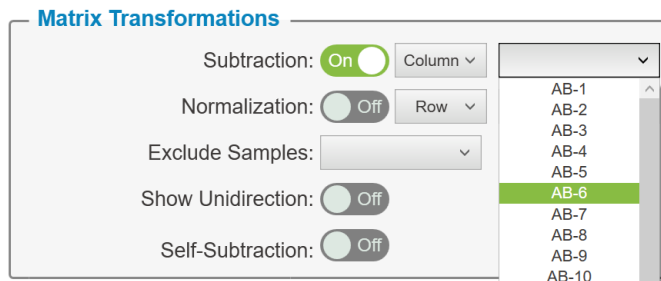 Matrix Transformations
Subtraction: On Column
Normalization: Off Row
Exclude Samples:
Show Unidirection: Off
Self-Subtraction: Off
AB-1
AB-2
AB-3
AB-4
AB-5
AB-6
AB-7
AB-8
AB-9
AB-10